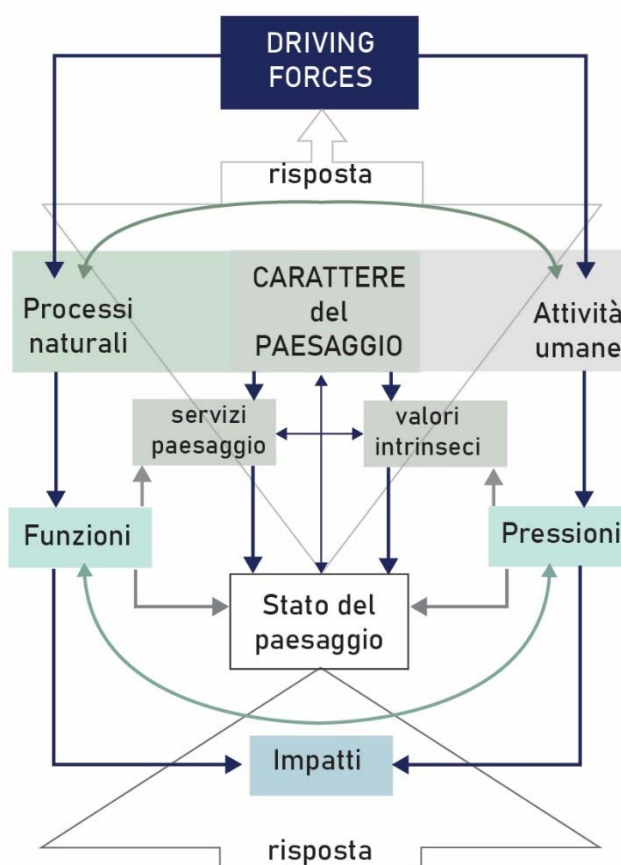 DRIVING
FORCES
risposta
Processi
naturali
CARATTERE
del
PAESAGGIO
Attività
umane
servizi
paesaggio
valori
intrinseci
Funzioni
Pressioni
Stato del
paesaggio
Impatti
risposta